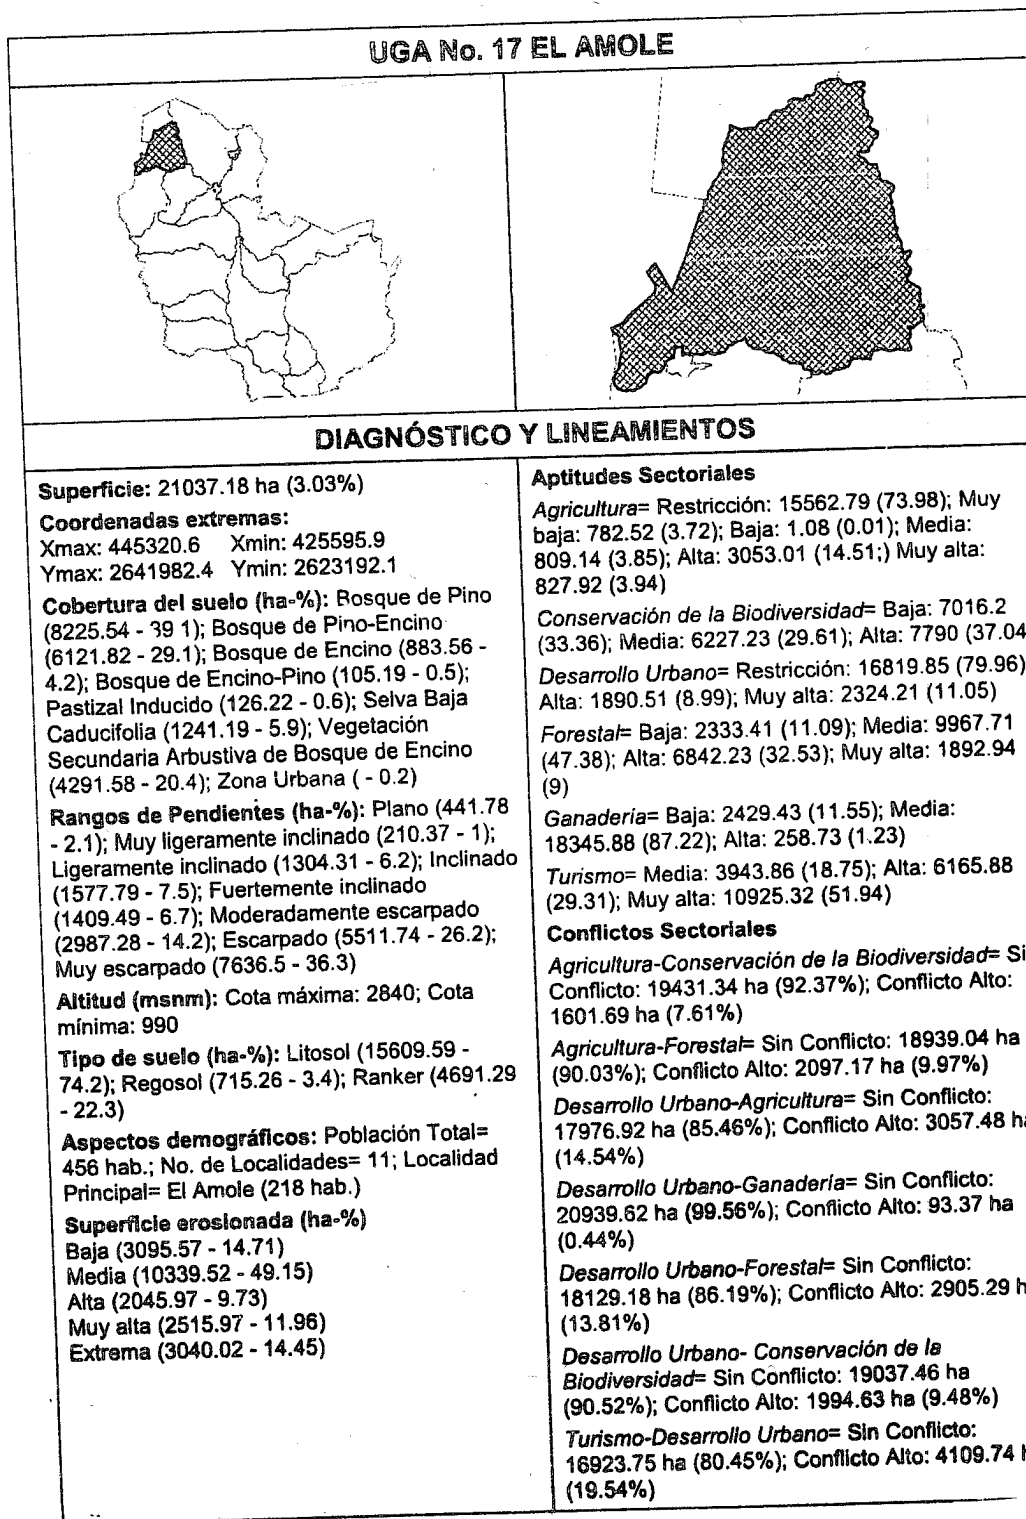 UGA No. 17 EL AMOLE
DIAGNÓSTICO Y LINEAMIENTOS
Superficie: 21037.18 ha (3.03%)
Coordenadas extremas:
Xmax: 445320.6 Xmin: 425595.9
Ymax: 2641982.4 Ymin: 2623192.1
Cobertura del suelo (ha-%): Bosque de Pino
(8225.54 - 39 1); Bosque de Pino-Encino
(6121.82 - 29.1); Bosque de Encino (883.56 -
4.2); Bosque de Encino-Pino (105.19 - 0.5);
Pastizal Inducido (126.22 - 0.6); Selva Baja
Caducifolia (1241.19 - 5.9); Vegetación
Secundaria Arbustiva de Bosque de Encino
(4291.58 - 20.4); Zona Urbana ( - 0.2)
Rangos de Pendientes (ha-%): Plano (441.78
- 2.1); Muy ligeramente inclinado (210.37 - 1);
Ligeramente inclinado (1304.31 - 6.2); Inclinado
(1577.79 - 7.5); Fuertemente inclinado
(1409.49 - 6.7); Moderadamente escarpado
(2987.28 - 14.2); Escarpado (5511.74 - 26.2);
Muy escarpado (7636.5 - 36.3)
Altitud (msnm): Cota máxima: 2840; Cota
mínima: 990
Tipo de suelo (ha-%): Litosol (15609.59 -
74.2); Regosol (715.26 - 3.4); Ranker (4691.29
- 22.3)
Aspectos demográficos: Población Total=
456 hab.; No. de Localidades= 11; Localidad
Principal= El Amole (218 hab.)
Superficie erosionada (ha-%)
Baja (3095.57 - 14.71)
Media (10339.52 - 49.15)
Alta (2045.97 - 9.73)
Muy alta (2515.97 - 11.96)
Extrema (3040.02 - 14.45)
Aptitudes Sectoriales
Agricultura= Restricción: 15562.79 (73.98); Muy
baja: 782.52 (3.72); Baja: 1.08 (0.01); Media:
809.14 (3.85); Alta: 3053.01 (14.51;) Muy alta:
827.92 (3.94)
Conservación de la Biodiversidad= Baja: 7016.2
(33.36); Media: 6227.23 (29.61); Alta: 7790 (37.04
Desarrollo Urbano= Restricción: 16819.85 (79.96)
Alta: 1890.51 (8.99); Muy alta: 2324.21 (11.05)
Forestal= Baja: 2333.41 (11.09); Media: 9967.71
(47.38); Alta: 6842.23 (32.53); Muy alta: 1892.94
(9)
Ganadería= Baja: 2429.43 (11.55); Media:
18345.88 (87.22); Alta: 258.73 (1.23)
Turismo= Media: 3943.86 (18.75); Alta: 6165.88
(29.31); Muy alta: 10925.32 (51.94)
Conflictos Sectoriales
Agricultura-Conservación de la Biodiversidad= Si
Conflicto: 19431.34 ha (92.37%); Conflicto Alto:
1601.69 ha (7.61%)
Agricultura-Forestal= Sin Conflicto: 18939.04 ha
(90.03%); Conflicto Alto: 2097.17 ha (9.97%)
Desarrollo Urbano-Agricultura= Sin Conflicto:
17976.92 ha (85.46%); Conflicto Alto: 3057.48 ha
(14.54%)
Desarrollo Urbano-Ganadería= Sin Conflicto:
20939.62 ha (99.56%); Conflicto Alto: 93.37 ha
(0.44%)
Desarrollo Urbano-Forestal= Sin Conflicto:
18129.18 ha (86.19%); Conflicto Alto: 2905.29 h
(13.81%)
Desarrollo Urbano- Conservación de la
Biodiversidad= Sin Conflicto: 19037.46 ha
(90.52%); Conflicto Alto: 1994.63 ha (9.48%)
Turismo-Desarrollo Urbano= Sin Conflicto:
16923.75 ha (80.45%); Conflicto Alto: 4109.74 h
(19.54%)